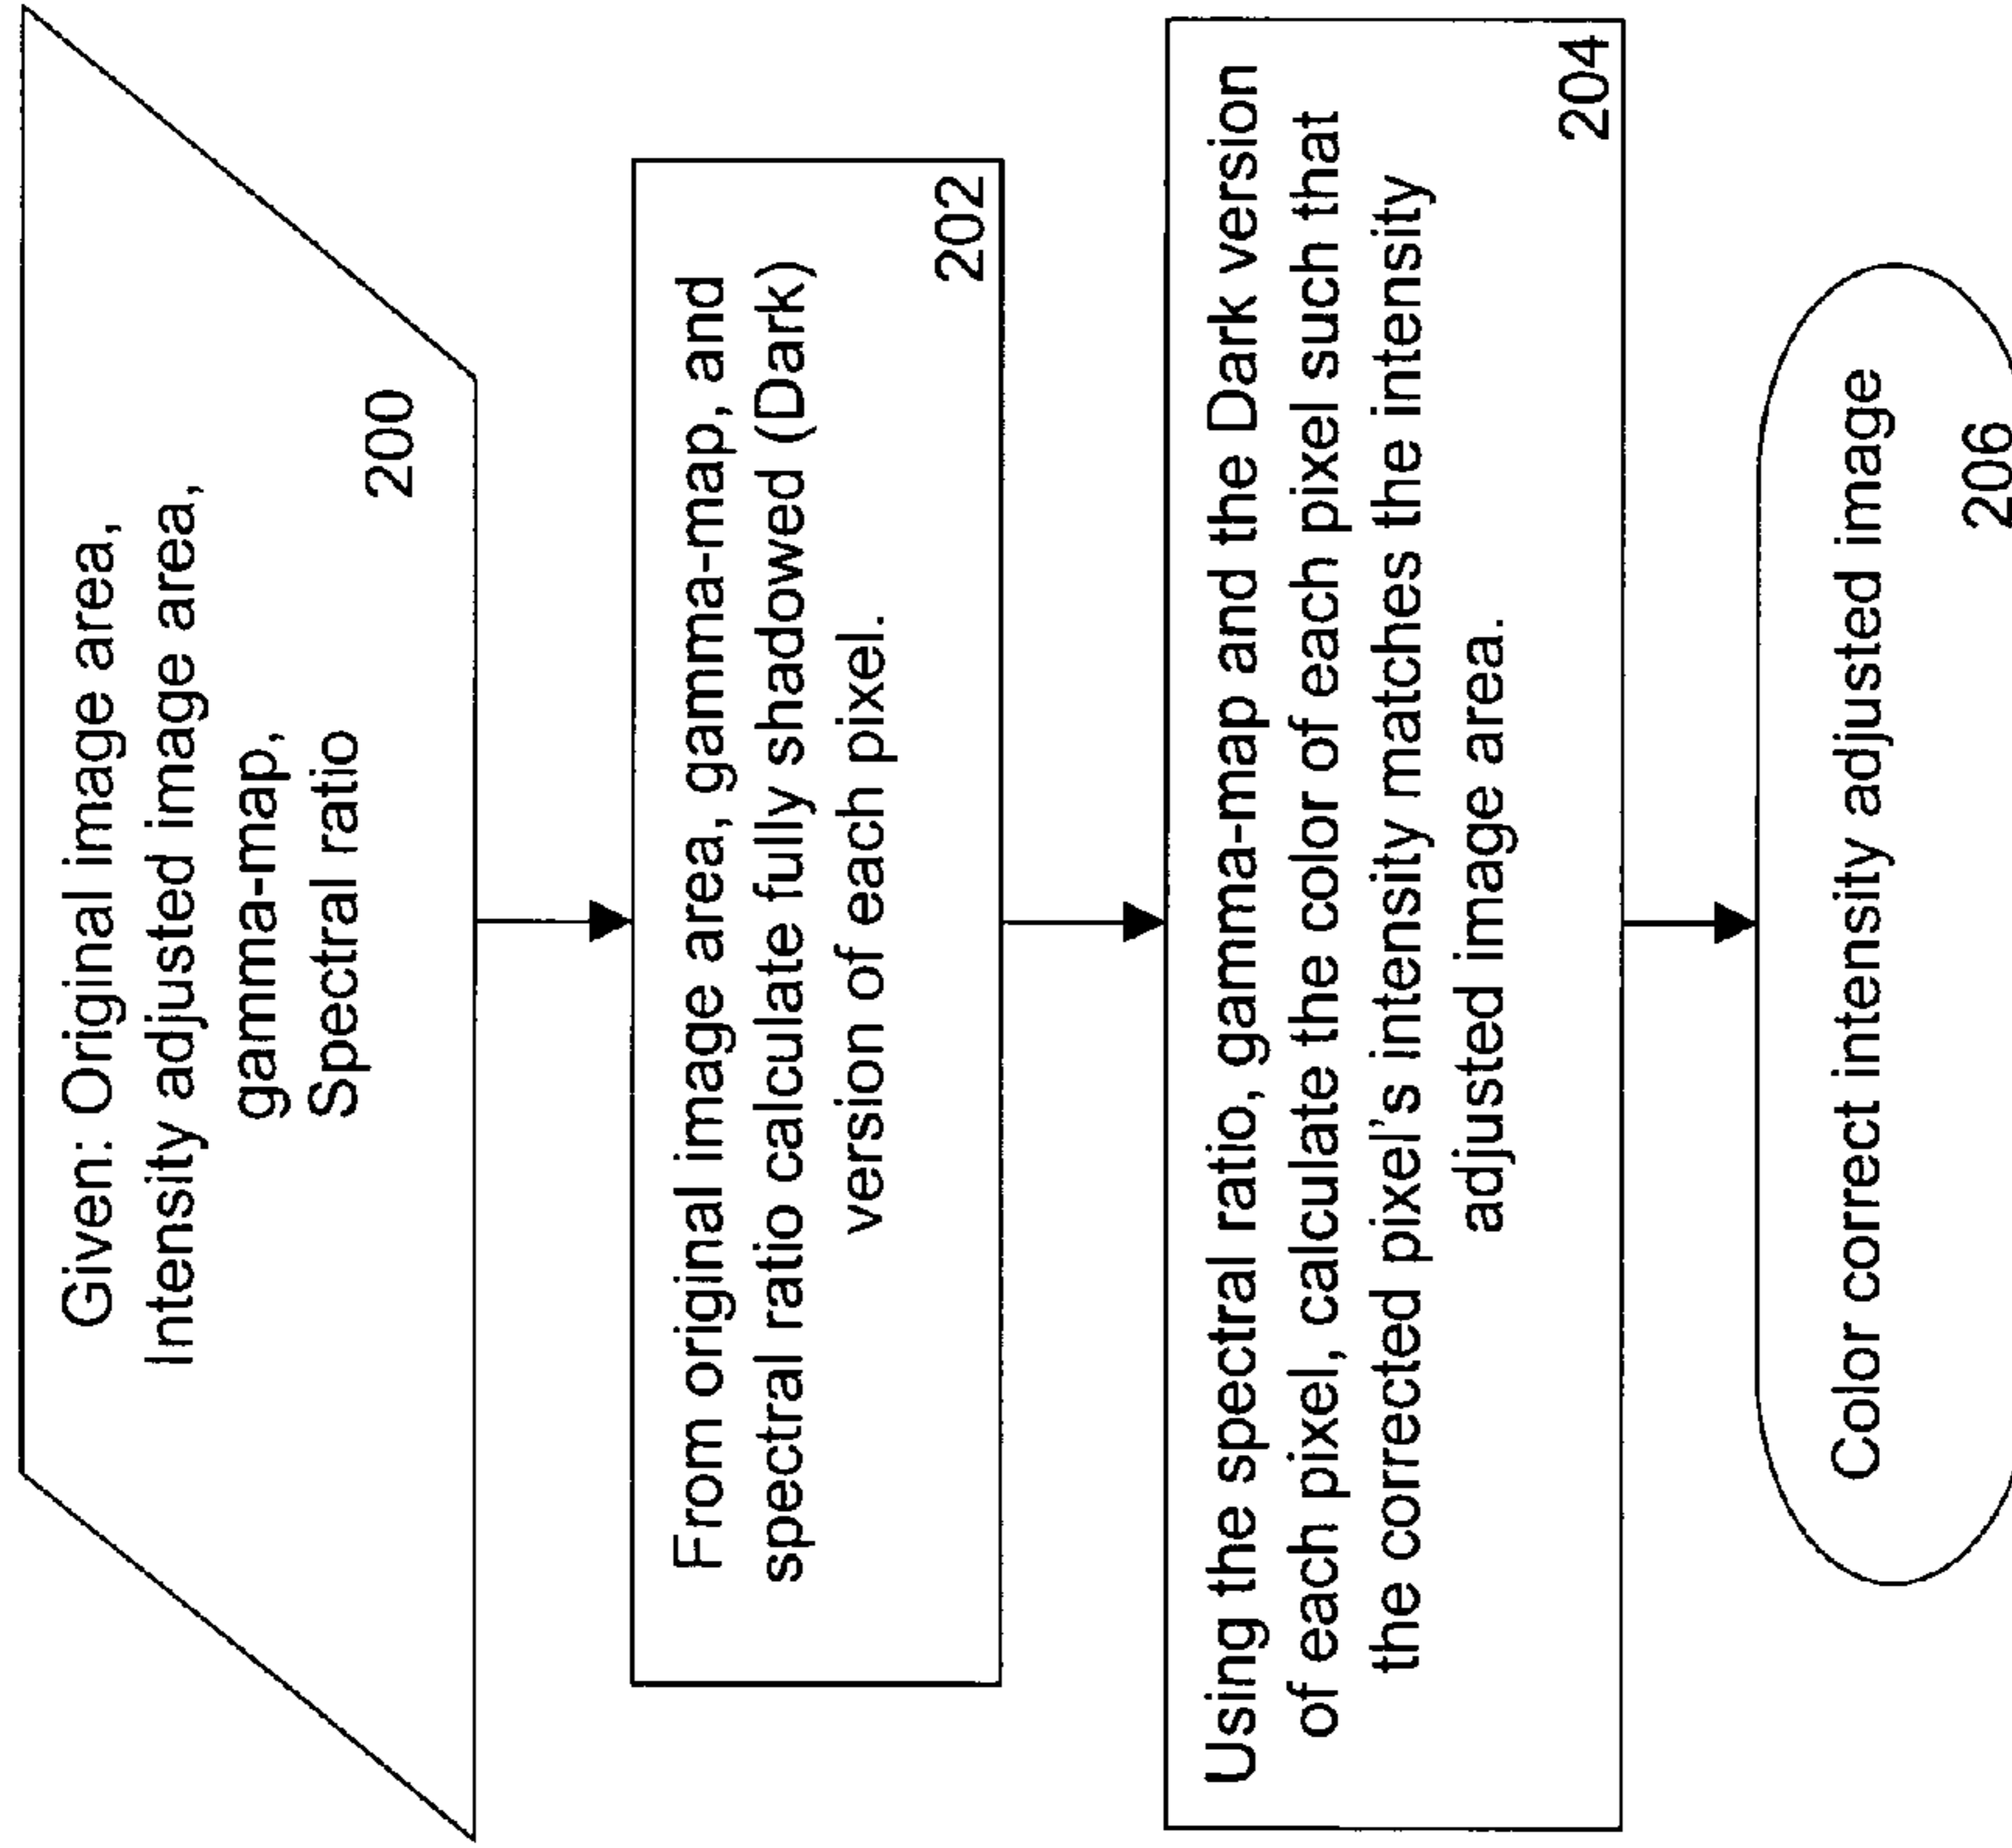 Given: Original image area,
Intensity adjusted image area,
gamma-map,
Spectral ratio
200
From original image area, gamma-map, and
spectral ratio calculate fully shadowed (Dark)
version of each pixel.
202
Using the spectral ratio, gamma-map and the Dark version
of each pixel, calculate the color of each pixel such that
the corrected pixel's intensity matches the intensity
adjusted image area.
204
Color correct intensity adjusted image
206